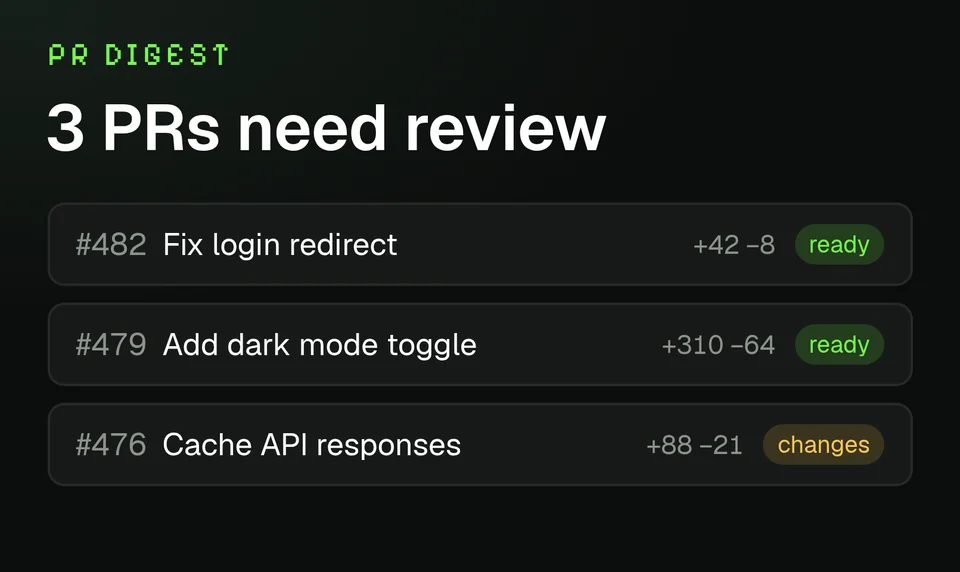 PR DIGEST
3 PRs need review
#482 Fix login redirect +42 –8 ready
#479 Add dark mode toggle +310 –64 ready
#476 Cache API responses +88 –21 changes